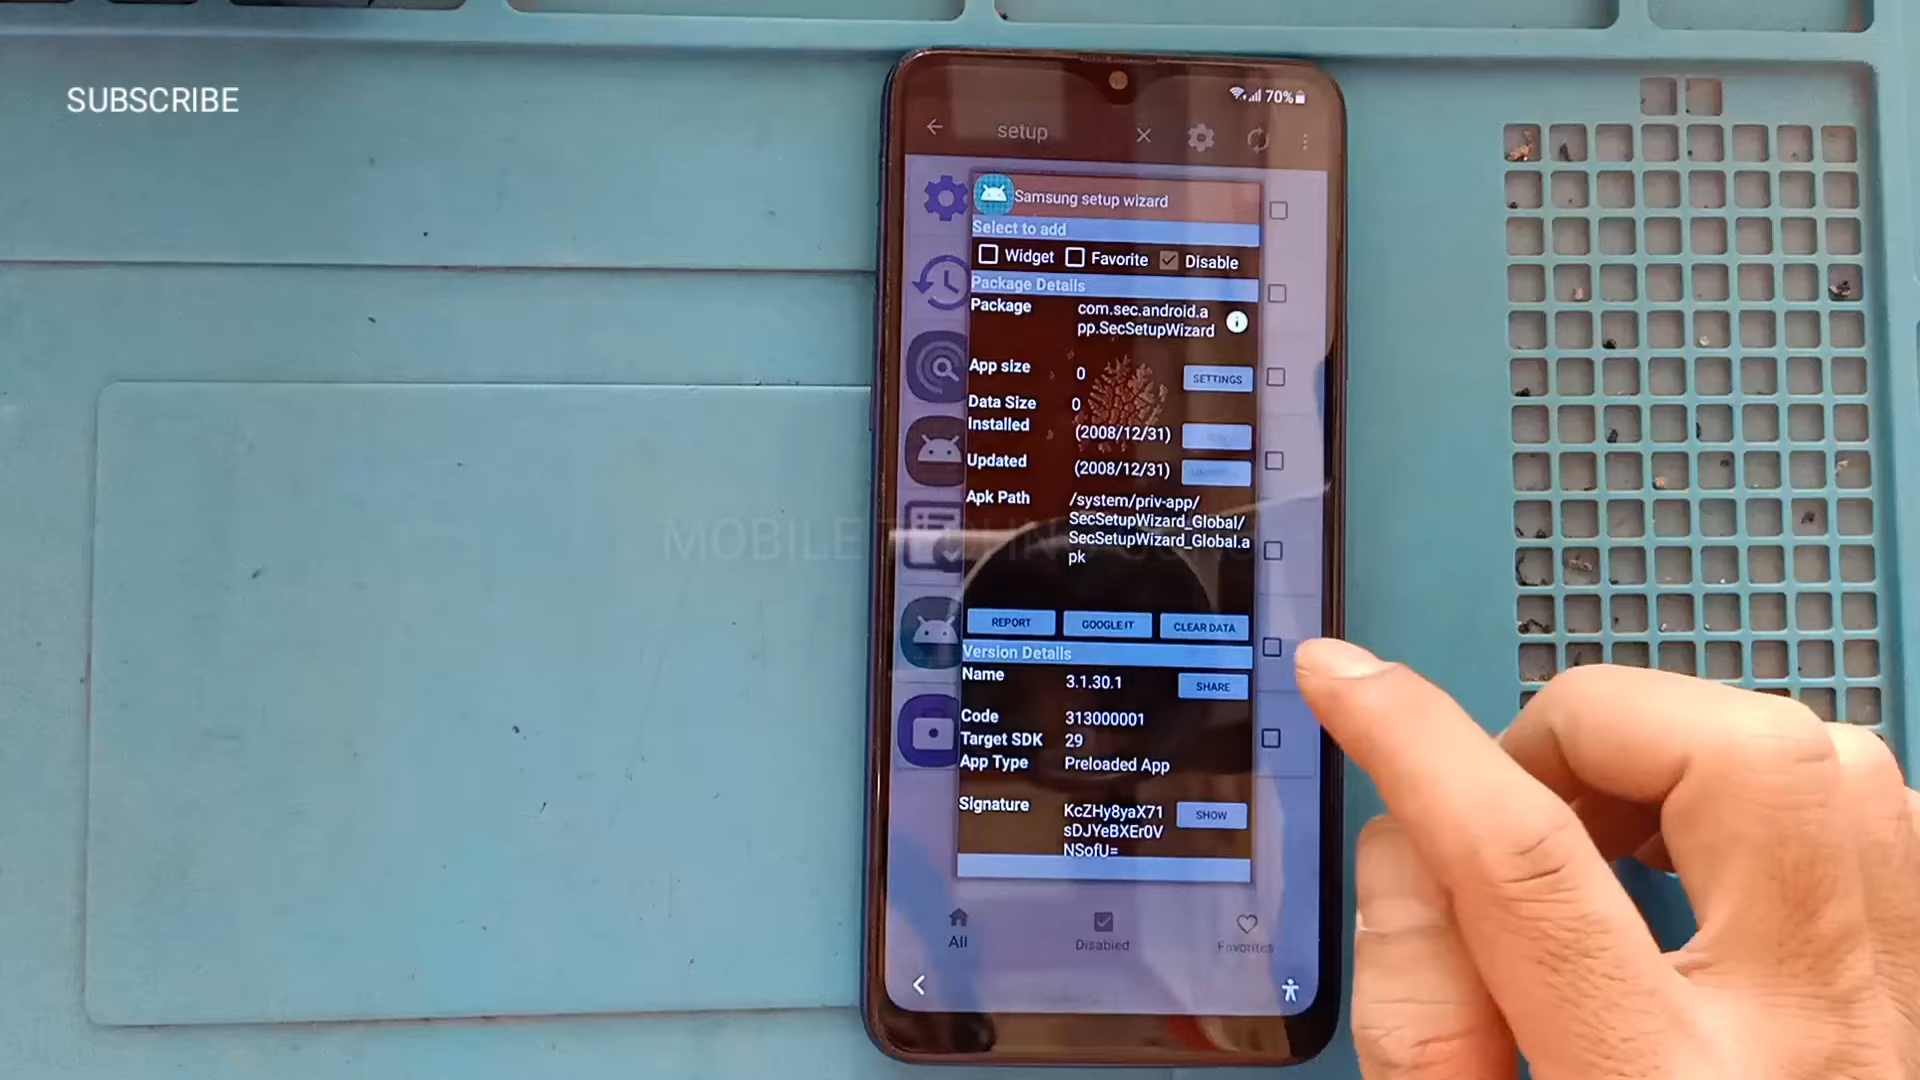 SUBSCRIBE
70%
setup
Samsung setup wizard
Select to add
Widget Favorite Disable
Package Details
Package com.sec.android.a
pp.SecSetupWizard
App size 0 SETTINGS
Data Size 0
Installed (2008/12/31)
Updated (2008/12/31)
Apk Path /system/priv-app/
SecSetupWizard_Global/
SecSetupWizard_Global.a
pk
MOBILE
REPORT GOOGLE IT CLEAR DATA
Version Details
Name 3.1.30.1 SHARE
Code 313000001
Target SDK 29
App Type Preloaded App
Signature KcZHy8yaX71
sDJYeBXEr0V
NSofU=
SHOW
All Disabled Favorites